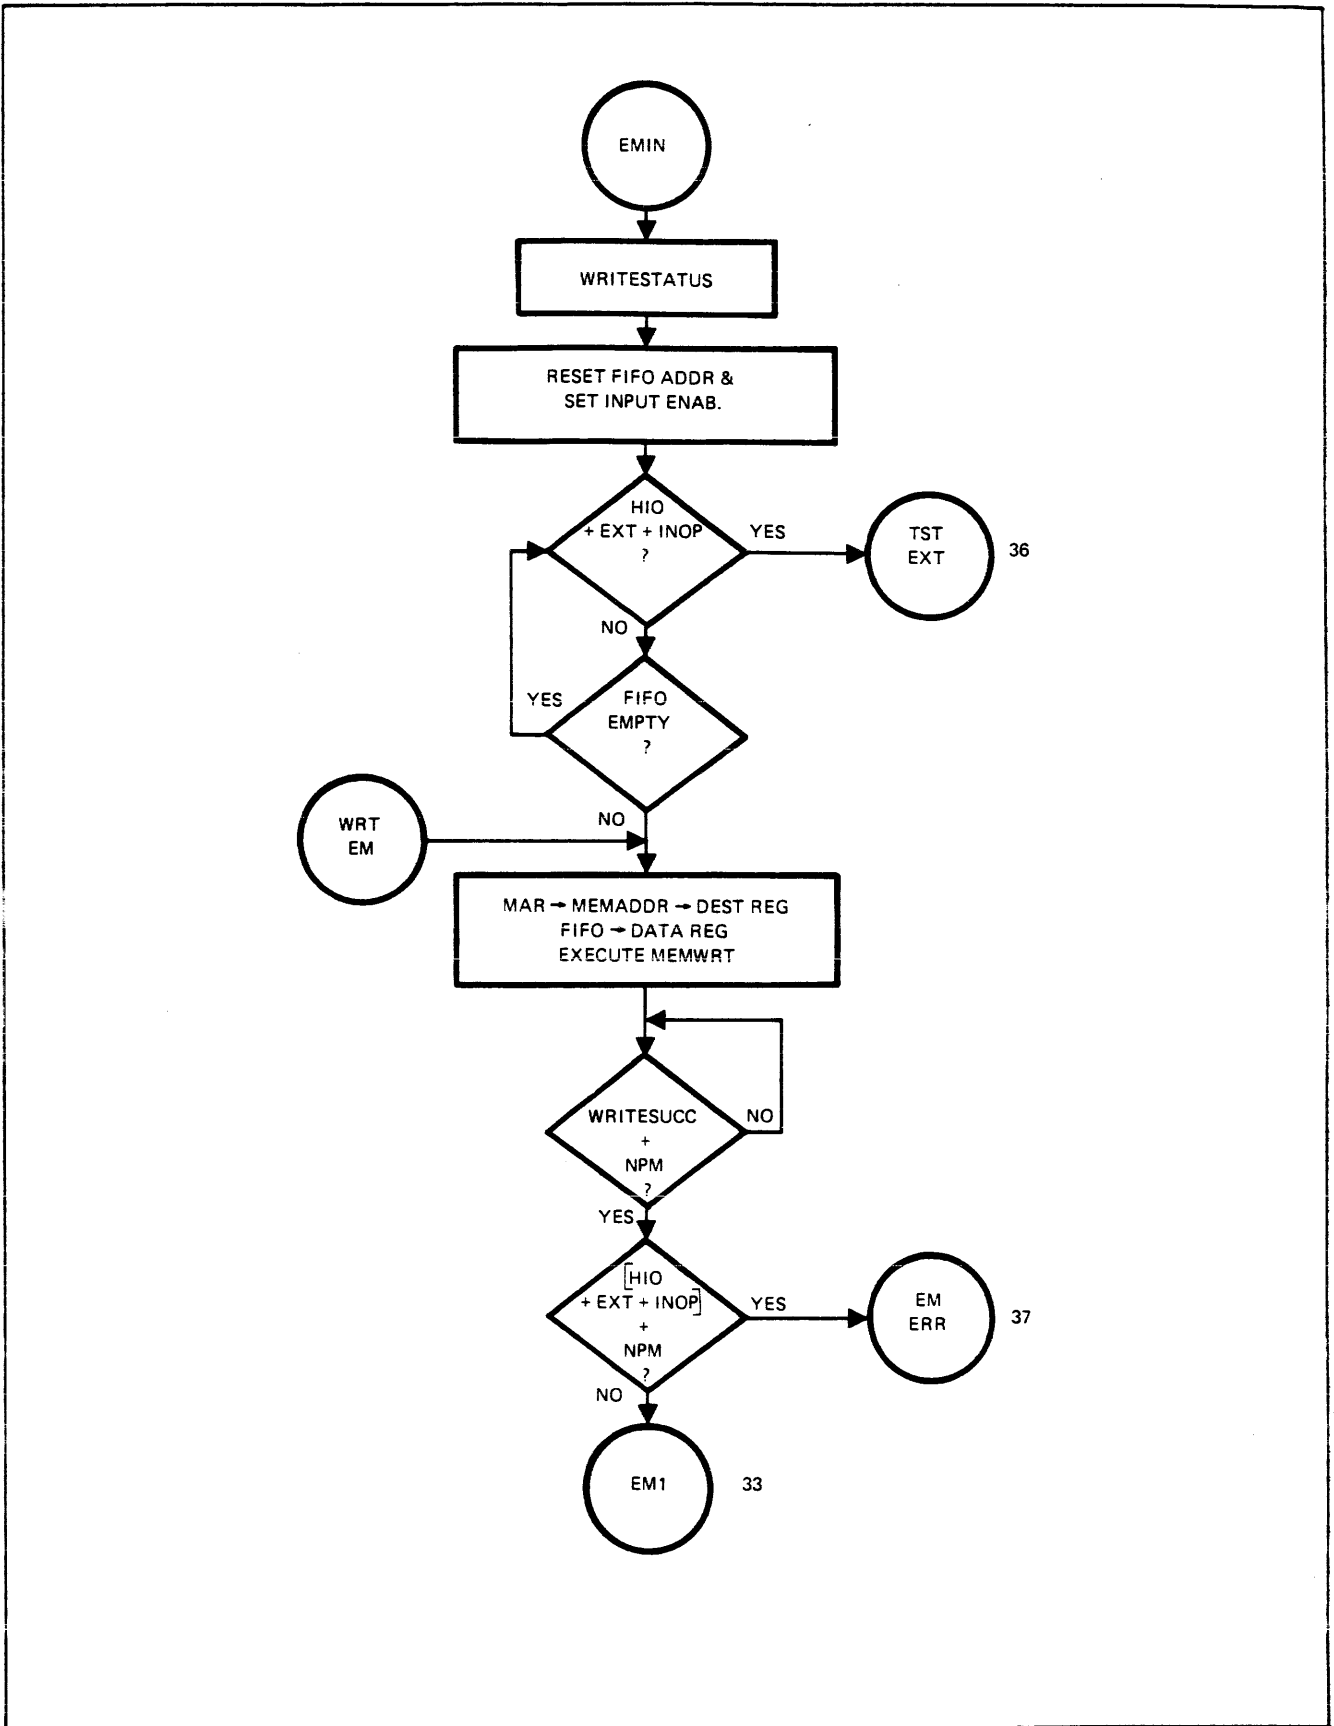 EMIN
WRITESTATUS
RESET FIFO ADDR &
SET INPUT ENAB.
HIO
+ EXT + INOP
?
YES
TST
EXT
36
NO
YES
FIFO
EMPTY
?
NO
WRT
EM
MAR → MEMADDR → DEST REG
FIFO → DATA REG
EXECUTE MEMWRT
WRITESUCC
+
NPM
?
NO
YES
[HIO
+ EXT + INOP]
+
NPM
?
YES
EM
ERR
37
NO
EM1
33